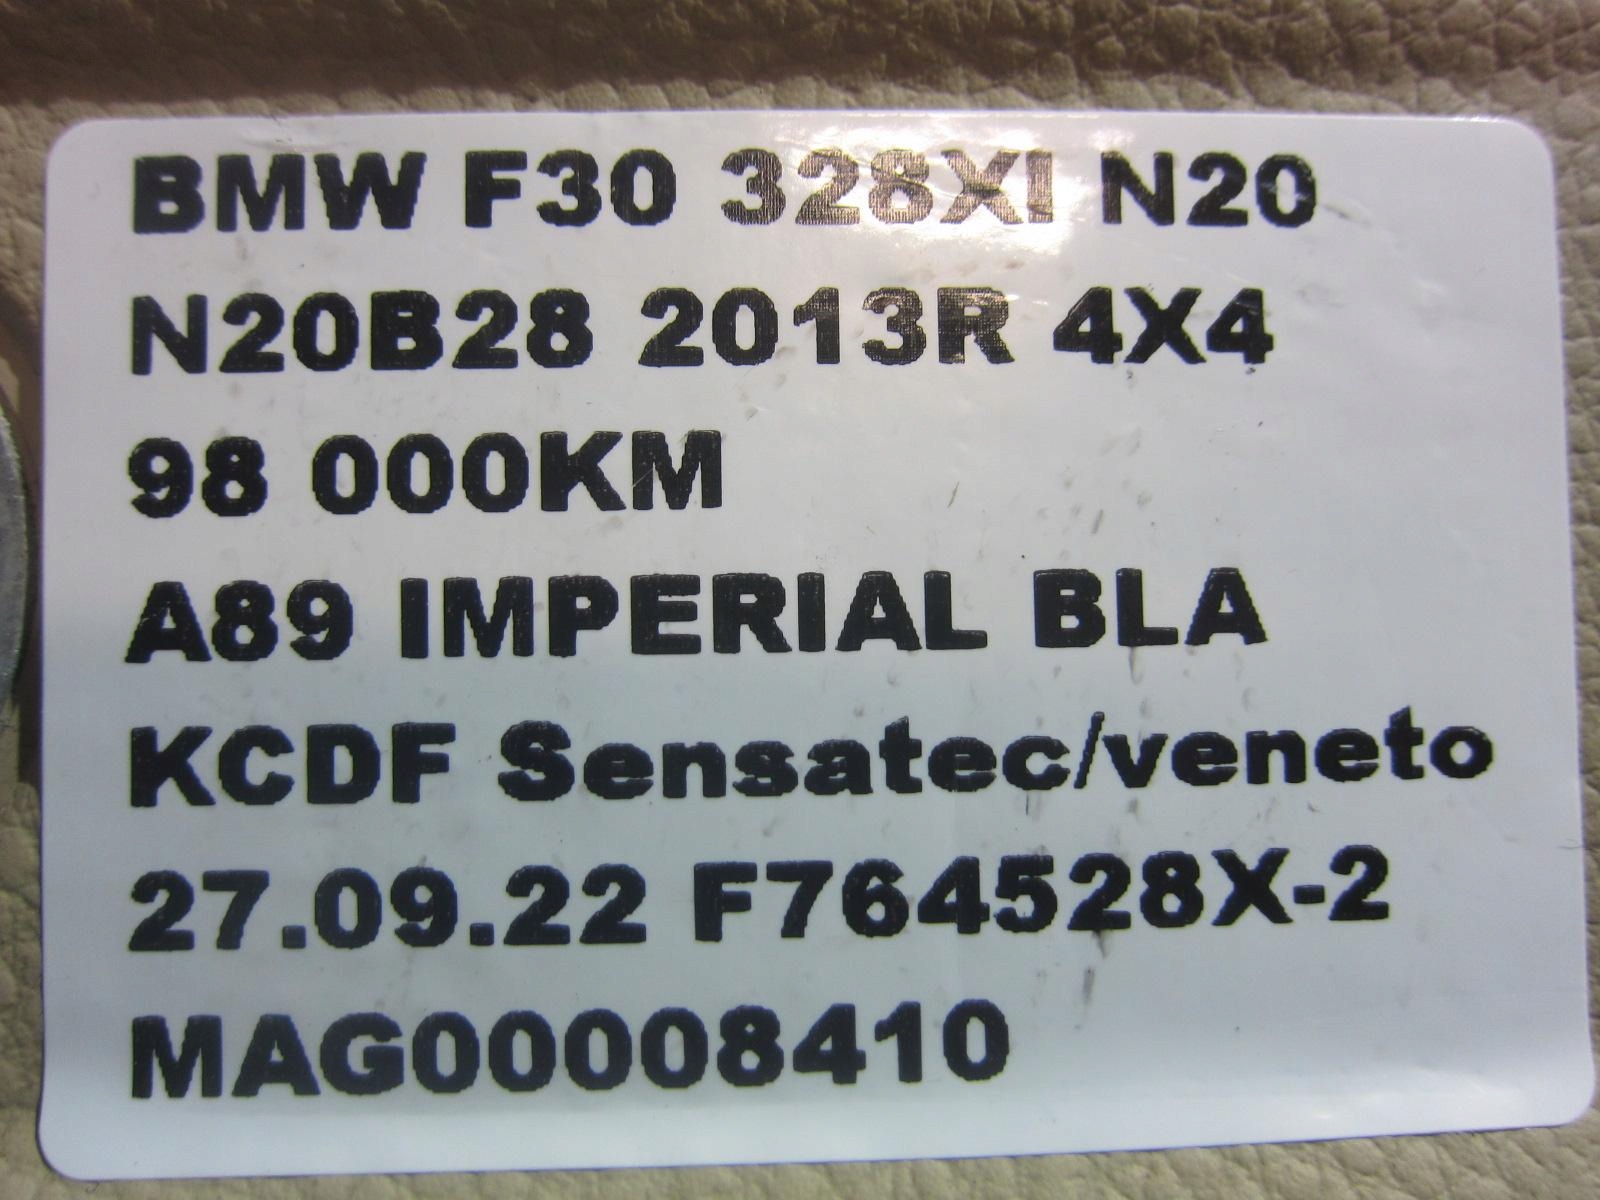 BMW F30 328XI N20
N20B28 2013R 4X4
98 000KM
A89 IMPERIAL BLA
KCDF Sensatec/veneto
27.09.22 F764528X-2
MAG00008410